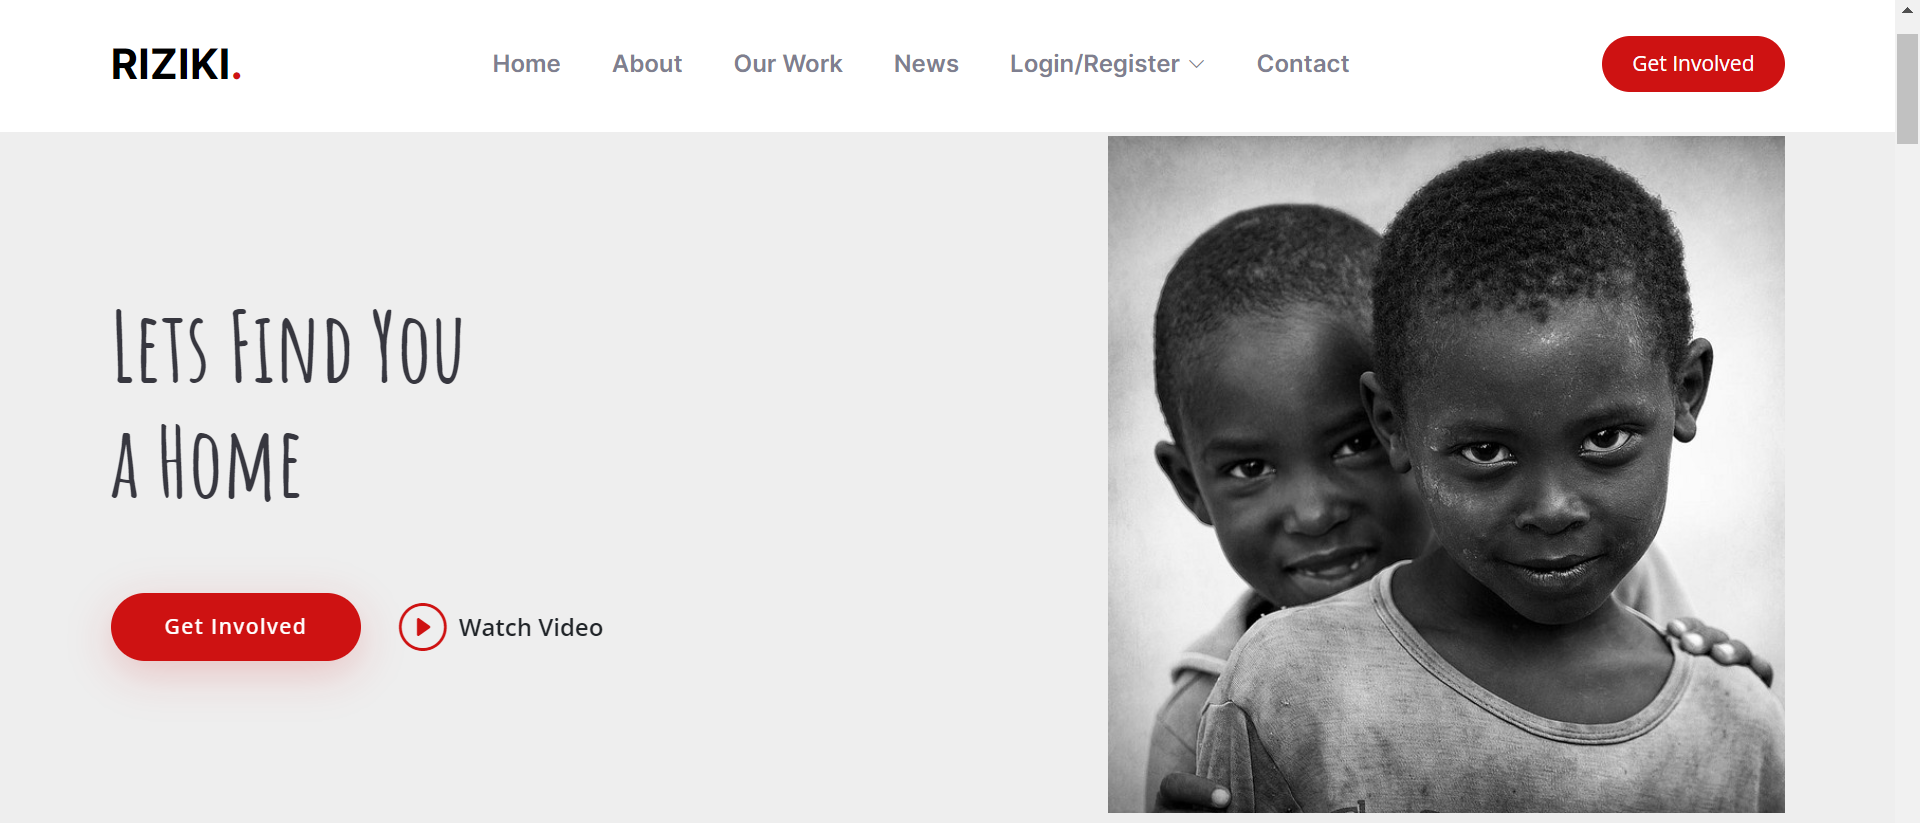 RIZIKI.
Home About Our Work News Login/Register Contact
Get Involved
Lets Find You
a Home
Get Involved
Watch Video